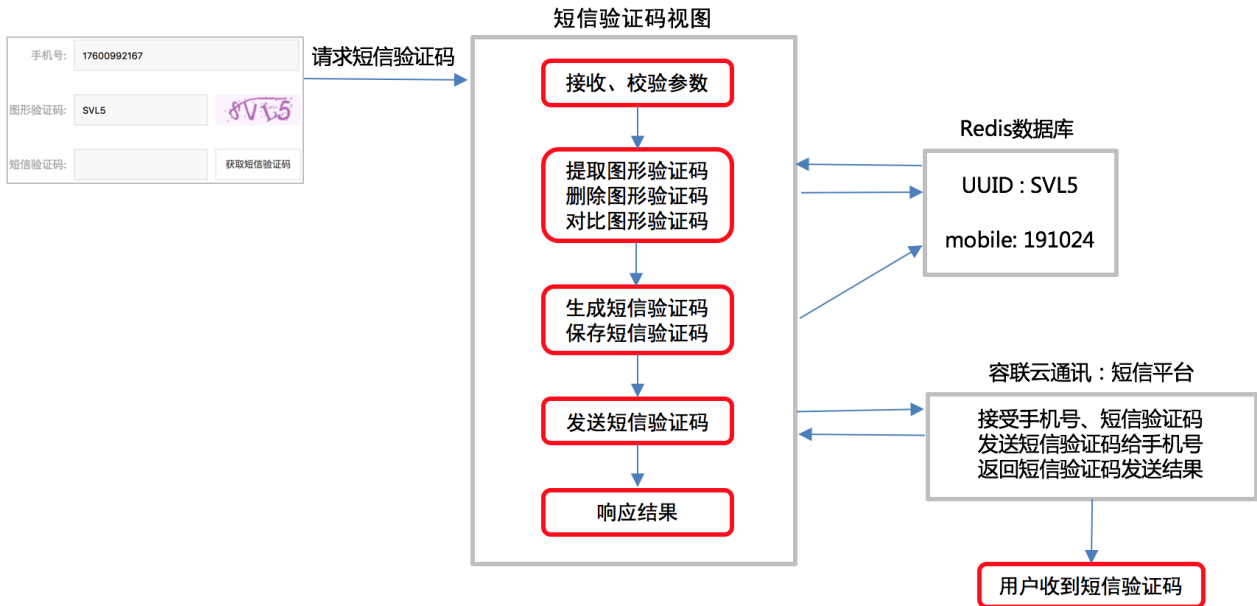 短信验证码视图
手机号:
17600992167
请求短信验证码
图形验证码:
SVL5
8VL5
短信验证码:
获取短信验证码
接收、校验参数
提取图形验证码
删除图形验证码
对比图形验证码
生成短信验证码
保存短信验证码
发送短信验证码
响应结果
Redis数据库
UUID : SVL5
mobile: 191024
容联云通讯：短信平台
接受手机号、短信验证码
发送短信验证码给手机号
返回短信验证码发送结果
用户收到短信验证码